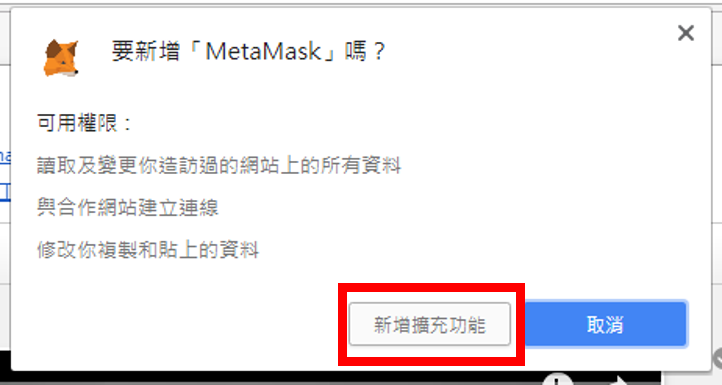 要新增「MetaMask」嗎？
可用權限：
讀取及變更你造訪過的網站上的所有資料
與合作網站建立連線
修改你複製和貼上的資料
新增擴充功能
取消